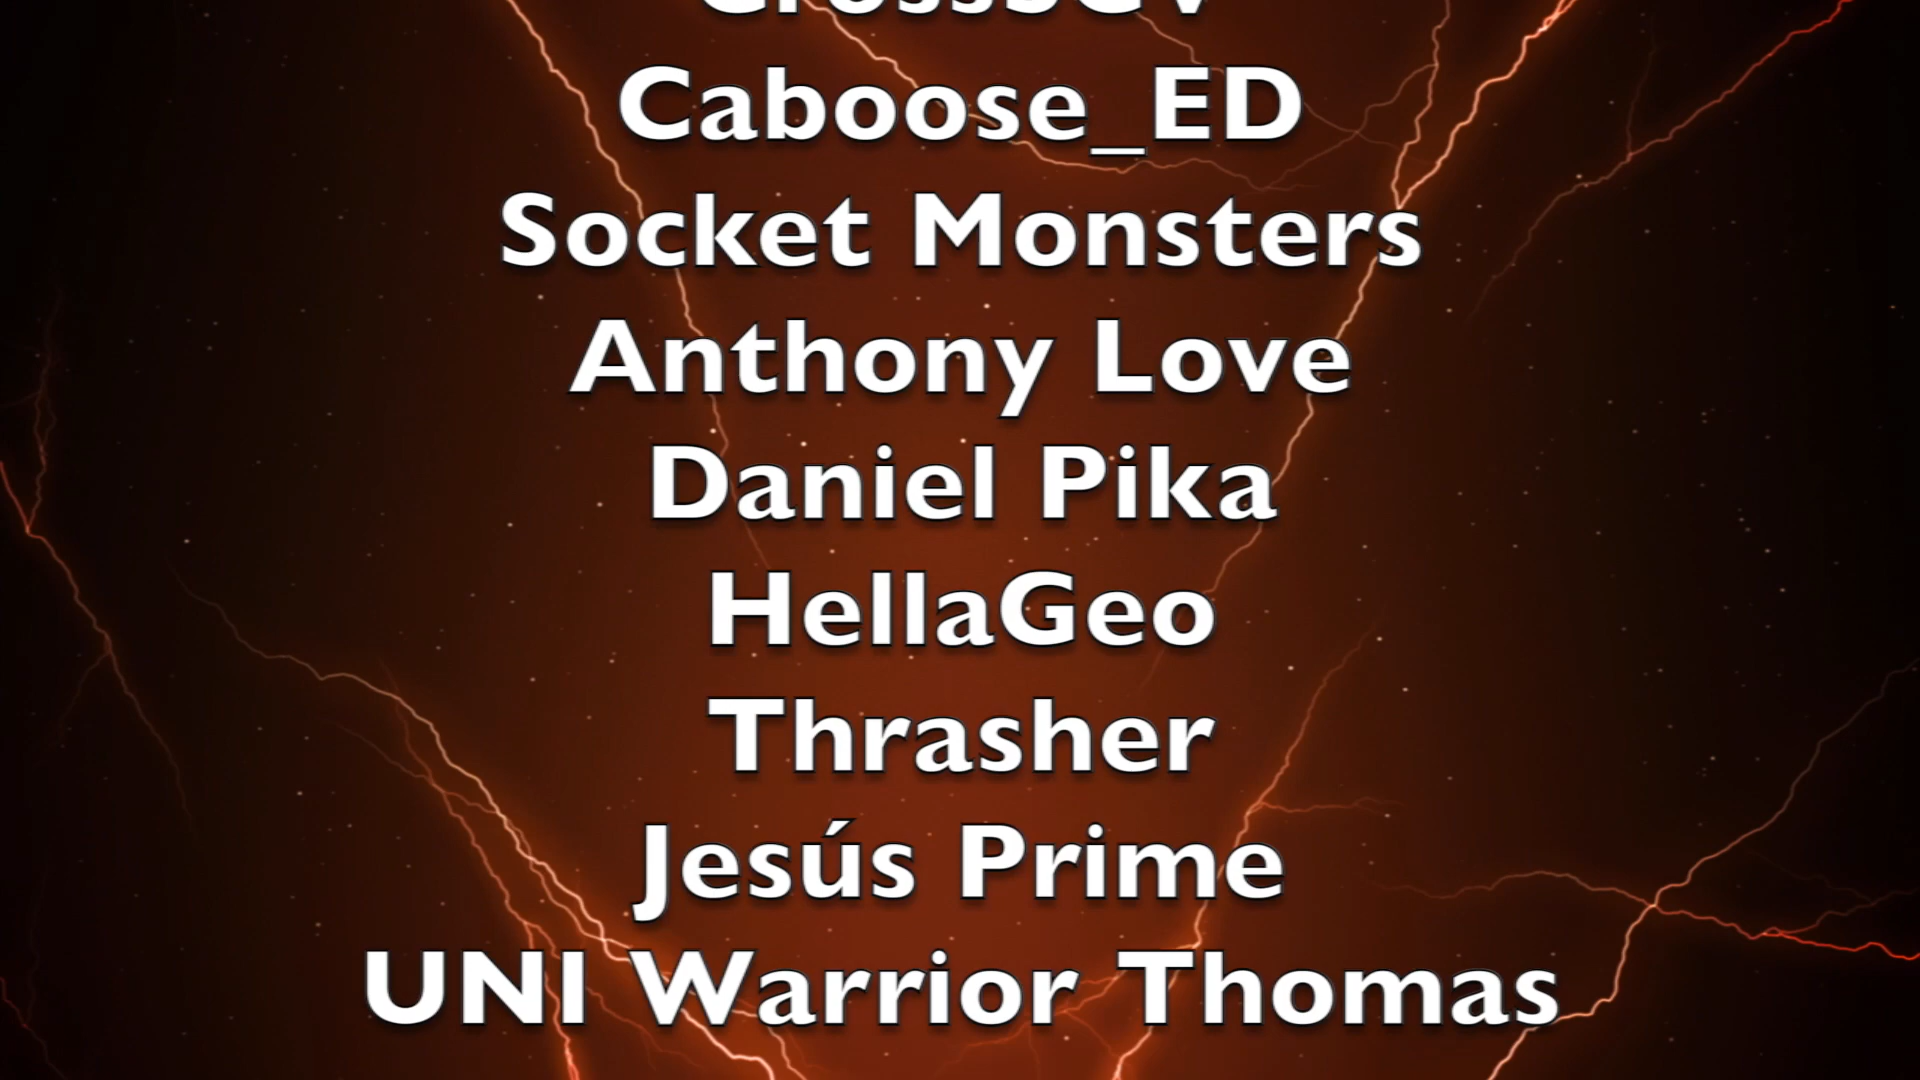 Caboose_ED
Socket Monsters
Anthony Love
Daniel Pika
HellaGeo
Thrasher
Jesús Prime
UNI Warrior Thomas